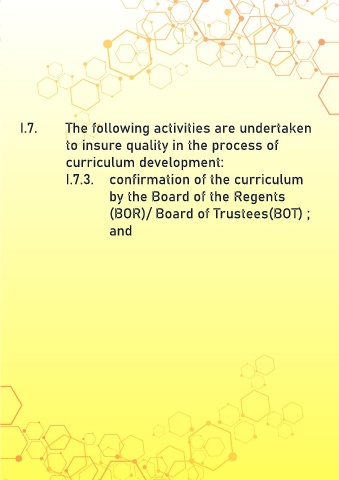 I.7. The following activities are undertaken
to insure quality in the process of
curriculum development:
I.7.3. confirmation of the curriculum
by the Board of the Regents
(BOR)/ Board of Trustees(BOT) ;
and